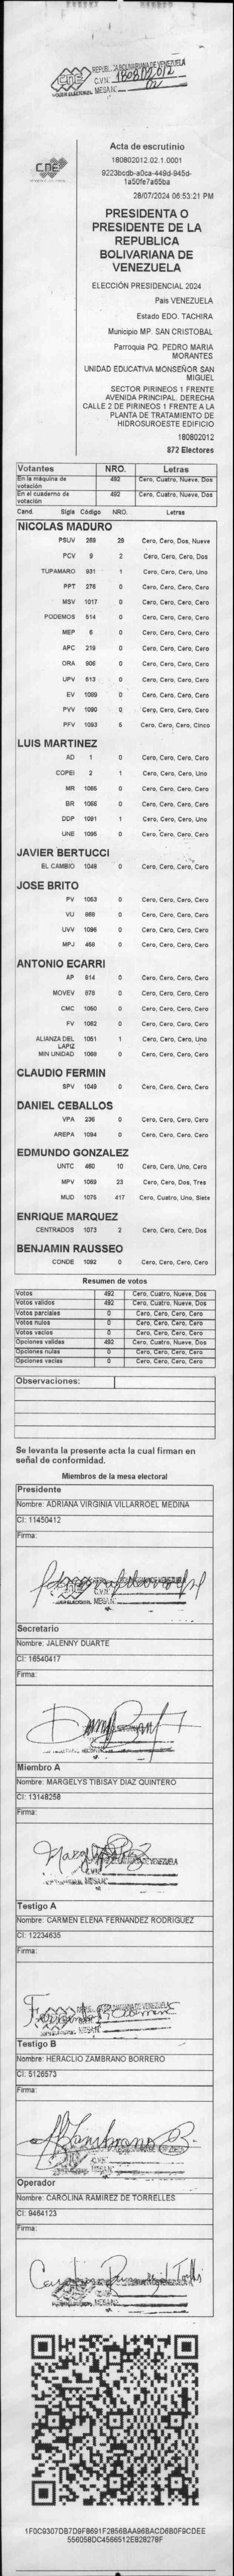 CNE
REPUBLICA BOLIVARIANA DE VENEZUELA
C.V.N°: 180802012
PODER ELECTORAL MESA N°: 02
CNE
Acta de escrutinio
180802012.02.1.0001
9223bcdb-a0ca-449d-945d-
1a50fe7a65ba
28/07/2024 06:53:21 PM
PRESIDENTA O
PRESIDENTE DE LA
REPUBLICA
BOLIVARIANA DE
VENEZUELA
ELECCIÓN PRESIDENCIAL 2024
País VENEZUELA
Estado EDO. TACHIRA
Municipio MP. SAN CRISTOBAL
Parroquia PQ. PEDRO MARIA
MORANTES
UNIDAD EDUCATIVA MONSEÑOR SAN
MIGUEL
SECTOR PIRINEOS 1 FRENTE
AVENIDA PRINCIPAL. DERECHA
CALLE 2 DE PIRINEOS 1 FRENTE A LA
PLANTA DE TRATAMIENTO DE
HIDROSUROESTE EDIFICIO
180802012
872 Electores
Votantes NRO. Letras
En la máquina de votación 492 Cero, Cuatro, Nueve, Dos
En el cuaderno de votación 492 Cero, Cuatro, Nueve, Dos
Cand. Sigla Código NRO. Letras
NICOLAS MADURO
PSUV 269 29 Cero, Cero, Dos, Nueve
PCV 9 2 Cero, Cero, Cero, Dos
TUPAMARO 931 1 Cero, Cero, Cero, Uno
PPT 276 0 Cero, Cero, Cero, Cero
MSV 1017 0 Cero, Cero, Cero, Cero
PODEMOS 514 0 Cero, Cero, Cero, Cero
MEP 6 0 Cero, Cero, Cero, Cero
APC 219 0 Cero, Cero, Cero, Cero
ORA 906 0 Cero, Cero, Cero, Cero
UPV 513 0 Cero, Cero, Cero, Cero
EV 1089 0 Cero, Cero, Cero, Cero
PVV 1090 0 Cero, Cero, Cero, Cero
PFV 1093 5 Cero, Cero, Cero, Cinco
LUIS MARTINEZ
AD 1 0 Cero, Cero, Cero, Cero
COPEI 2 1 Cero, Cero, Cero, Uno
MR 1065 0 Cero, Cero, Cero, Cero
BR 1066 0 Cero, Cero, Cero, Cero
DDP 1091 1 Cero, Cero, Cero, Uno
UNE 1095 0 Cero, Cero, Cero, Cero
JAVIER BERTUCCI
EL CAMBIO 1048 0 Cero, Cero, Cero, Cero
JOSE BRITO
PV 1053 0 Cero, Cero, Cero, Cero
VU 868 0 Cero, Cero, Cero, Cero
UVV 1096 0 Cero, Cero, Cero, Cero
MPJ 458 0 Cero, Cero, Cero, Cero
ANTONIO ECARRI
AP 814 0 Cero, Cero, Cero, Cero
MOVEV 878 0 Cero, Cero, Cero, Cero
CMC 1050 0 Cero, Cero, Cero, Cero
FV 1062 0 Cero, Cero, Cero, Cero
ALIANZA DEL LAPIZ 1051 1 Cero, Cero, Cero, Uno
MIN UNIDAD 1068 0 Cero, Cero, Cero, Cero
CLAUDIO FERMIN
SPV 1049 0 Cero, Cero, Cero, Cero
DANIEL CEBALLOS
VPA 236 0 Cero, Cero, Cero, Cero
AREPA 1094 0 Cero, Cero, Cero, Cero
EDMUNDO GONZALEZ
UNTC 460 10 Cero, Cero, Uno, Cero
MPV 1069 23 Cero, Cero, Dos, Tres
MUD 1075 417 Cero, Cuatro, Uno, Siete
ENRIQUE MARQUEZ
CENTRADOS 1073 2 Cero, Cero, Cero, Dos
BENJAMIN RAUSSEO
CONDE 1092 0 Cero, Cero, Cero, Cero
Resumen de votos
Votos 492 Cero, Cuatro, Nueve, Dos
Votos validos 492 Cero, Cuatro, Nueve, Dos
Votos parciales 0 Cero, Cero, Cero, Cero
Votos nulos 0 Cero, Cero, Cero, Cero
Votos vacios 0 Cero, Cero, Cero, Cero
Opciones validas 492 Cero, Cuatro, Nueve, Dos
Opciones nulas 0 Cero, Cero, Cero, Cero
Opciones vacias 0 Cero, Cero, Cero, Cero
Observaciones:
Se levanta la presente acta la cual firman en
señal de conformidad.
Miembros de la mesa electoral
Presidente
Nombre: ADRIANA VIRGINIA VILLARROEL MEDINA
CI: 11450412
Firma:
Secretario
Nombre: JALENNY DUARTE
CI: 16540417
Firma:
Miembro A
Nombre: MARGELYS TIBISAY DIAZ QUINTERO
CI: 13148258
Firma:
Testigo A
Nombre: CARMEN ELENA FERNANDEZ RODRIGUEZ
CI: 12234635
Firma:
Testigo B
Nombre: HERACLIO ZAMBRANO BORRERO
CI: 5126573
Firma:
Operador
Nombre: CAROLINA RAMIREZ DE TORRELLES
CI: 9464123
Firma:
1F0C9307DB7D9F8691F2856BAA96BACD6B0F9CDEE
556058DC4566512E828278F